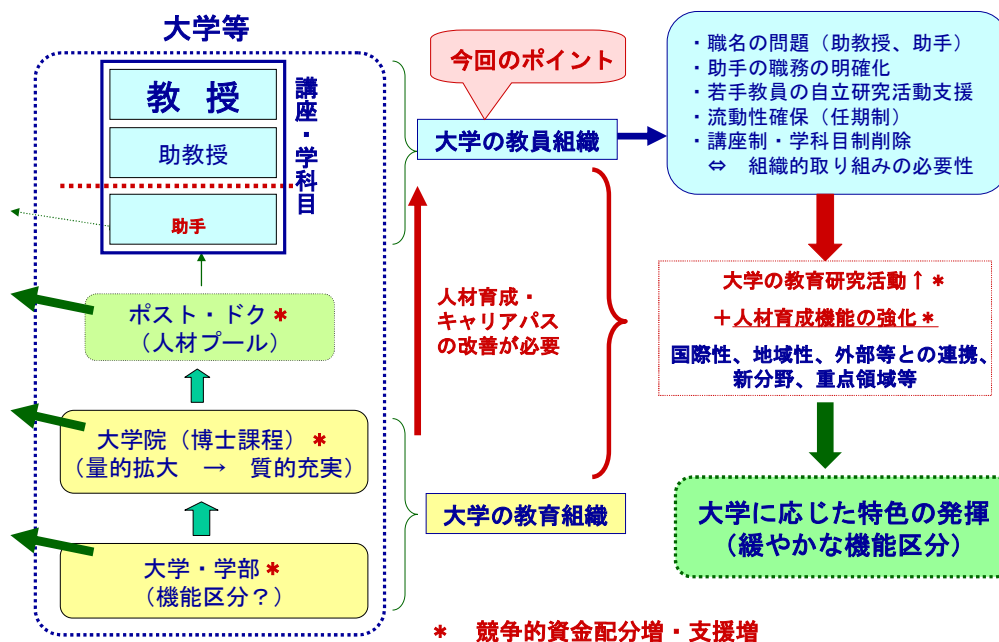 大学等
教 授
助教授
助手
講座・学科目
ポスト・ドク*
（人材プール）
大学院（博士課程）*
（量的拡大 → 質的充実）
大学・学部*
（機能区分？）
今回のポイント
大学の教員組織
人材育成・
キャリアパス
の改善が必要
大学の教育組織
・職名の問題（助教授、助手）
・助手の職務の明確化
・若手教員の自立研究活動支援
・流動性確保（任期制）
・講座制・学科目制削除
⇔ 組織的取り組みの必要性
大学の教育研究活動↑*
＋人材育成機能の強化*
国際性、地域性、外部等との連携、
新分野、重点領域等
大学に応じた特色の発揮
（緩やかな機能区分）
* 競争的資金配分増・支援増